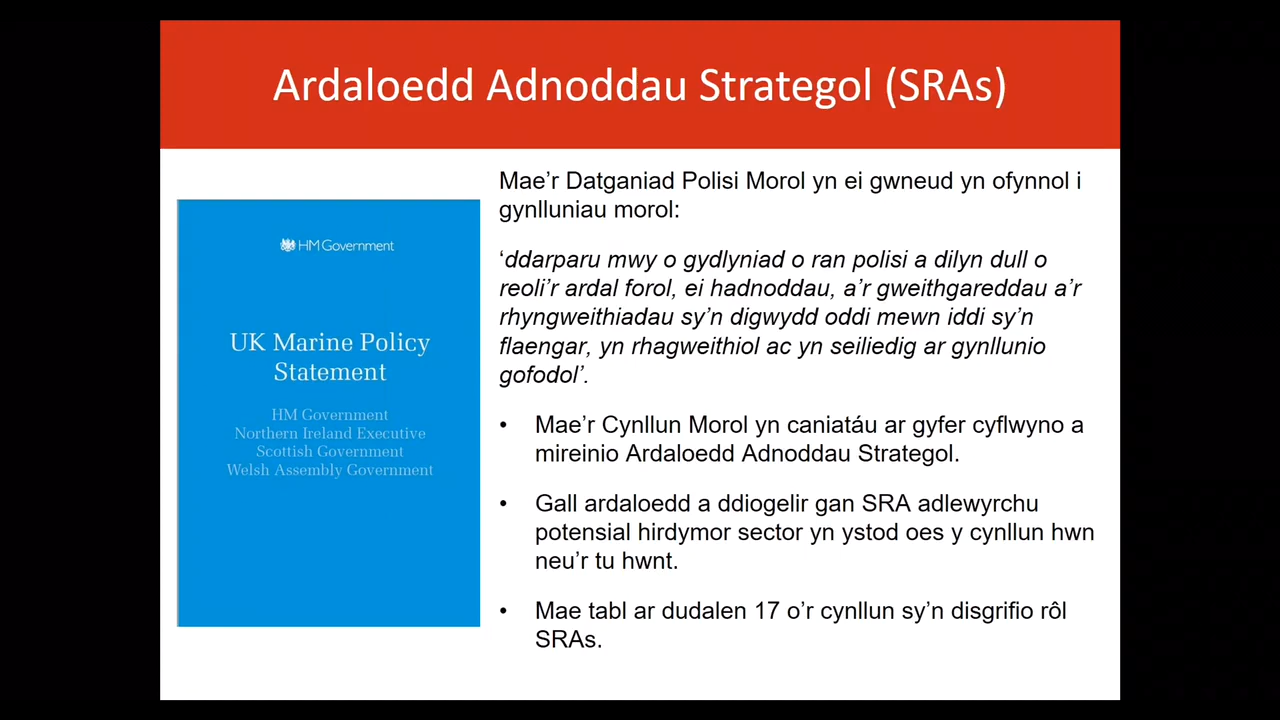 Ardaloedd Adnoddau Strategol (SRAs)
HM Government
UK Marine Policy
Statement
HM Government
Northern Ireland Executive
Scottish Government
Welsh Assembly Government
Mae’r Datganiad Polisi Morol yn ei gwneud yn ofynnol i
gynlluniau morol:
‘ddarparu mwy o gydlyniad o ran polisi a dilyn dull o
reoli’r ardal forol, ei hadnoddau, a’r gweithgareddau a’r
rhyngweithiadau sy’n digwydd oddi mewn iddi sy’n
flaengar, yn rhagweithiol ac yn seiliedig ar gynllunio
gofodol’.
• Mae’r Cynllun Morol yn caniatáu ar gyfer cyflwyno a
mireinio Ardaloedd Adnoddau Strategol.
• Gall ardaloedd a ddiogelir gan SRA adlewyrchu
potensial hirdymor sector yn ystod oes y cynllun hwn
neu’r tu hwnt.
• Mae tabl ar dudalen 17 o’r cynllun sy’n disgrifio rôl
SRAs.